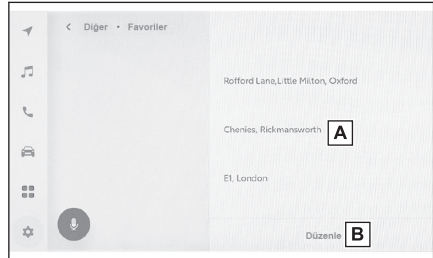 Diğer • Favoriler
Rofford Lane,Little Milton, Oxford
Chenies, Rickmansworth A
E1, London
Düzenle B